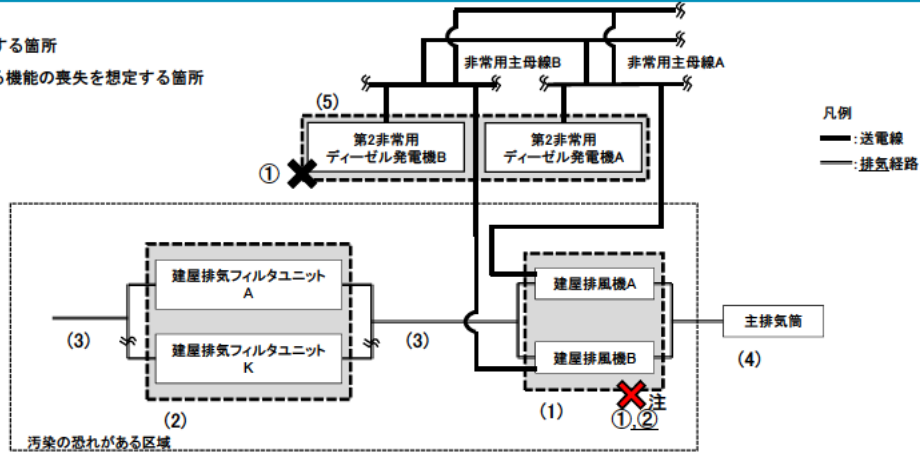 する箇所
機能の喪失を想定する箇所
非常用主母線B
非常用主母線A
(5)
第2非常用
ディーゼル発電機B
第2非常用
ディーゼル発電機A
①
凡例
:送電線
:排気経路
建屋排気フィルタユニット
A
建屋排気フィルタユニット
K
(3)
(2)
(3)
建屋排風機A
建屋排風機B
(1)
注
①,②
主排気筒
(4)
汚染の恐れがある区域